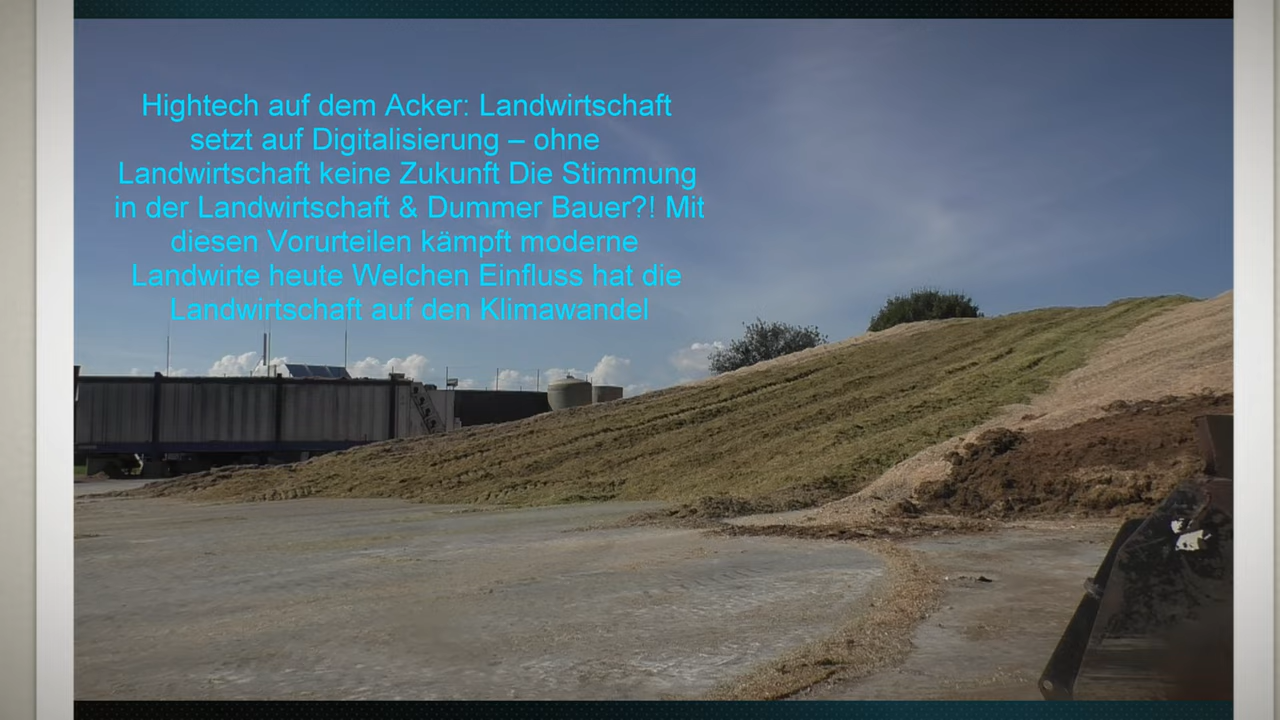 Hightech auf dem Acker: Landwirtschaft
setzt auf Digitalisierung – ohne
Landwirtschaft keine Zukunft Die Stimmung
in der Landwirtschaft & Dummer Bauer?! Mit
diesen Vorurteilen kämpft moderne
Landwirte heute Welchen Einfluss hat die
Landwirtschaft auf den Klimawandel